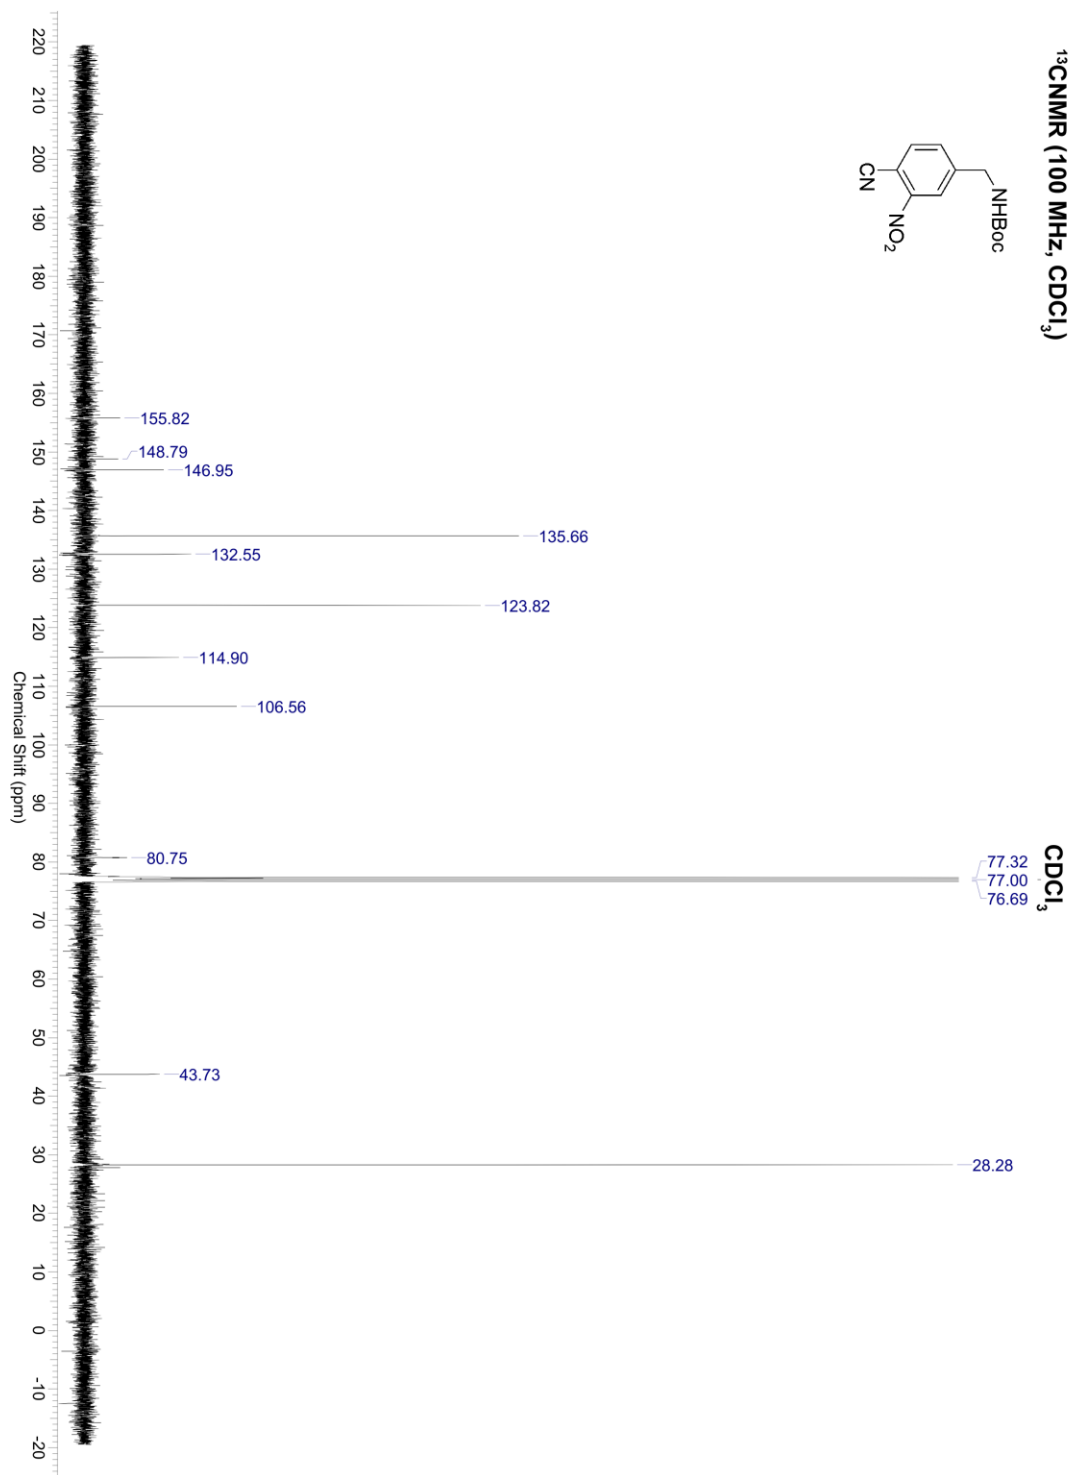 ¹³CNMR (100 MHz, CDCl₃)
NHBoc
NO₂
CN
CDCl₃
155.82
148.79
146.95
135.66
132.55
123.82
114.90
106.56
80.75
77.32
77.00
76.69
43.73
28.28
220 210 200 190 180 170 160 150 140 130 120 110 100 90 80 70 60 50 40 30 20 10 0 -10 -20
Chemical Shift (ppm)